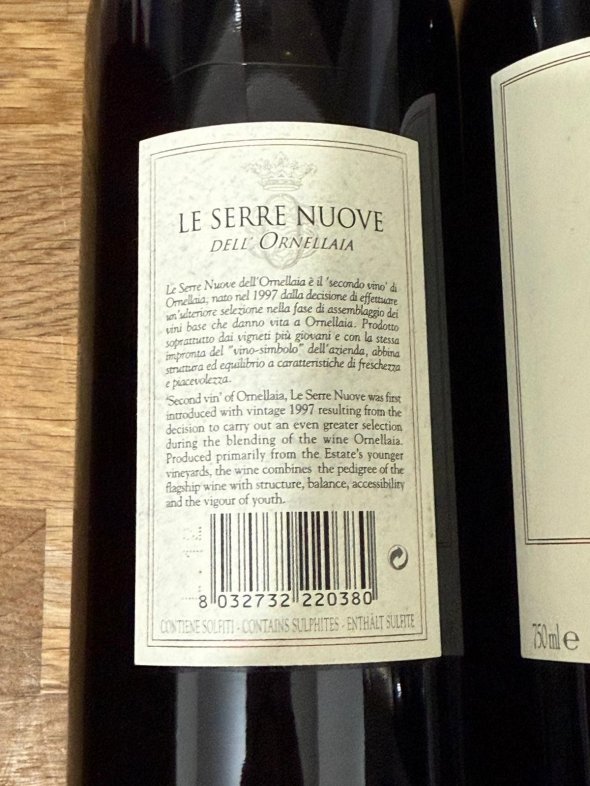 LE SERRE NUOVE
DELL'ORNELLAIA
Le Serre Nuove dell'Ornellaia è il 'secondo vino' di
Ornellaia, nato nel 1997 dalla decisione di effettuare
un'ulteriore selezione nella fase di assemblaggio dei
vini base che danno vita a Ornellaia. Prodotto
soprattutto dai vigneti più giovani e con la stessa
impronta del "vino-simbolo" dell'azienda, abbina
struttura ed equilibrio a caratteristiche di freschezza
e piacevolezza.
'Second vin' of Ornellaia, Le Serre Nuove was first
introduced with vintage 1997 resulting from the
decision to carry out an even greater selection
during the blending of the wine Ornellaia.
Produced primarily from the Estate's younger
vineyards, the wine combines the pedigree of the
flagship wine with structure, balance, accessibility
and the vigour of youth.
8 032732 220380
CONTIENE SOLFITI - CONTAINS SULPHITES - ENTHÄLT SULFITE
750 ml e